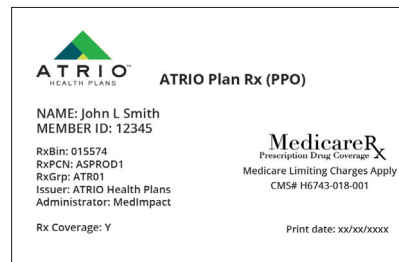 ATRIO™
HEALTH PLANS
ATRIO Plan Rx (PPO)
NAME: John L Smith
MEMBER ID: 12345
RxBin: 015574
RxPCN: ASPROD1
RxGrp: ATR01
Issuer: ATRIO Health Plans
Administrator: MedImpact
Rx Coverage: Y
MedicareRx
Prescription Drug Coverage
Medicare Limiting Charges Apply
CMS# H6743-018-001
Print date: xx/xx/xxxx